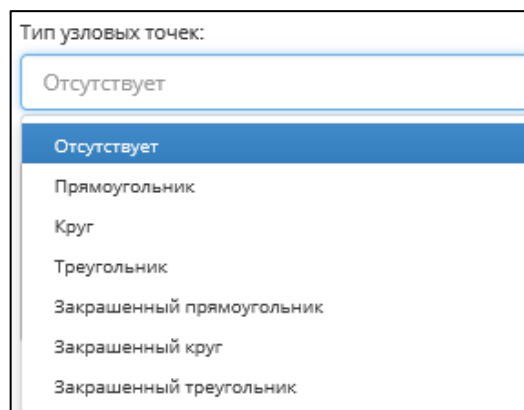 Тип узловых точек:
Отсутствует
Отсутствует
Прямоугольник
Круг
Треугольник
Закрашенный прямоугольник
Закрашенный круг
Закрашенный треугольник